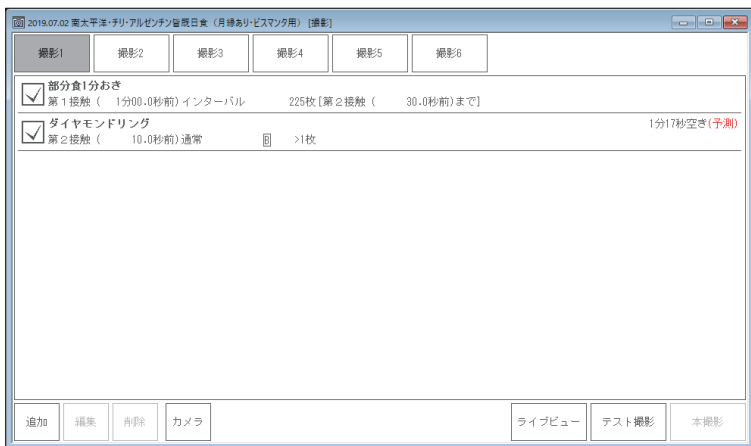 2019.07.02 南太平洋・チリ・アルゼンチン皆既日食 (月縁あり・ビスマンタ用) [撮影]
撮影1 撮影2 撮影3 撮影4 撮影5 撮影6
部分食1分おき
第1接触 ( 1分00.0秒前) インターバル 225枚 [第2接触 ( 30.0秒前) まで]
ダイヤモンドリング 1分17秒空き(予測)
第2接触 ( 10.0秒前) 通常 B >1枚
追加 編集 削除 カメラ ライブビュー テスト撮影 本撮影